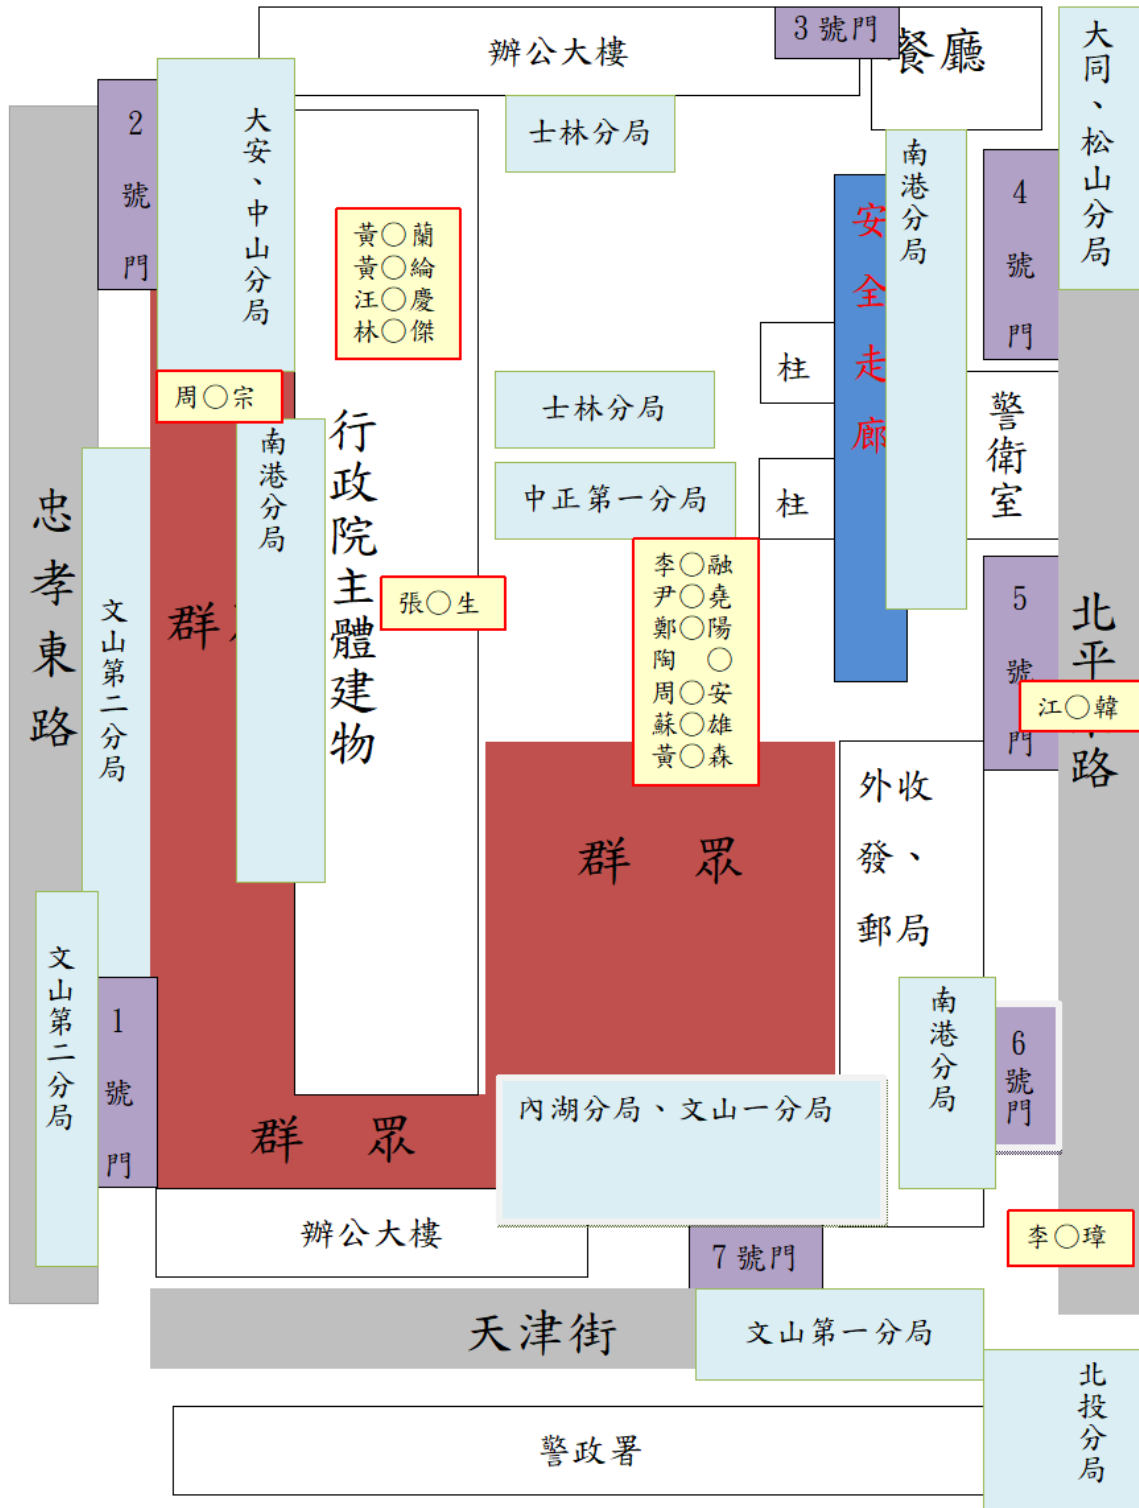 辦公大樓
3 號門
餐廳
大同、松山分局
2號門
大安、中山分局
士林分局
南港分局
4號門
安全走廊
黃○蘭
黃○綸
汪○慶
林○傑
柱
周○宗
士林分局
警衛室
南港分局
行政院主體建物
中正第一分局
柱
忠孝東路
李○融
尹○堯
鄭○陽
陶 ○
周○安
蘇○雄
黃○森
張○生
5號門
北平
路
群
文山第二分局
江○韓
外收
發、
郵局
群 眾
文山第二分局
1號門
南港分局
6號門
內湖分局、文山一分局
群 眾
辦公大樓
李○璋
7 號門
天津街
文山第一分局
北投分局
警政署